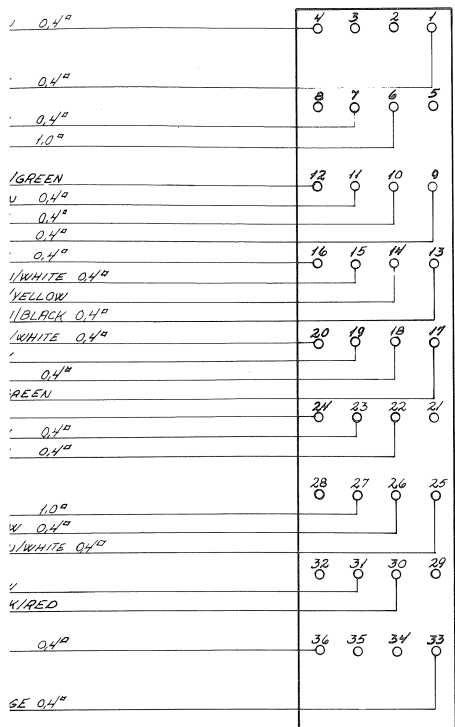 0,4¤ 4 3 2 1
0,4¤
8 7 6 5
0,4¤
1,0¤
/GREEN 12 11 10 9
0,4¤
0,4¤
0,4¤
0,4¤ 16 15 14 13
/WHITE 0,4¤
/YELLOW
/BLACK 0,4¤
/WHITE 0,4¤ 20 19 18 17
0,4¤
REEN
24 23 22 21
0,4¤
0,4¤
28 27 26 25
1,0¤
W 0,4¤
/WHITE 0,4¤
32 31 30 29
K/RED
0,4¤ 36 35 34 33
GE 0,4¤